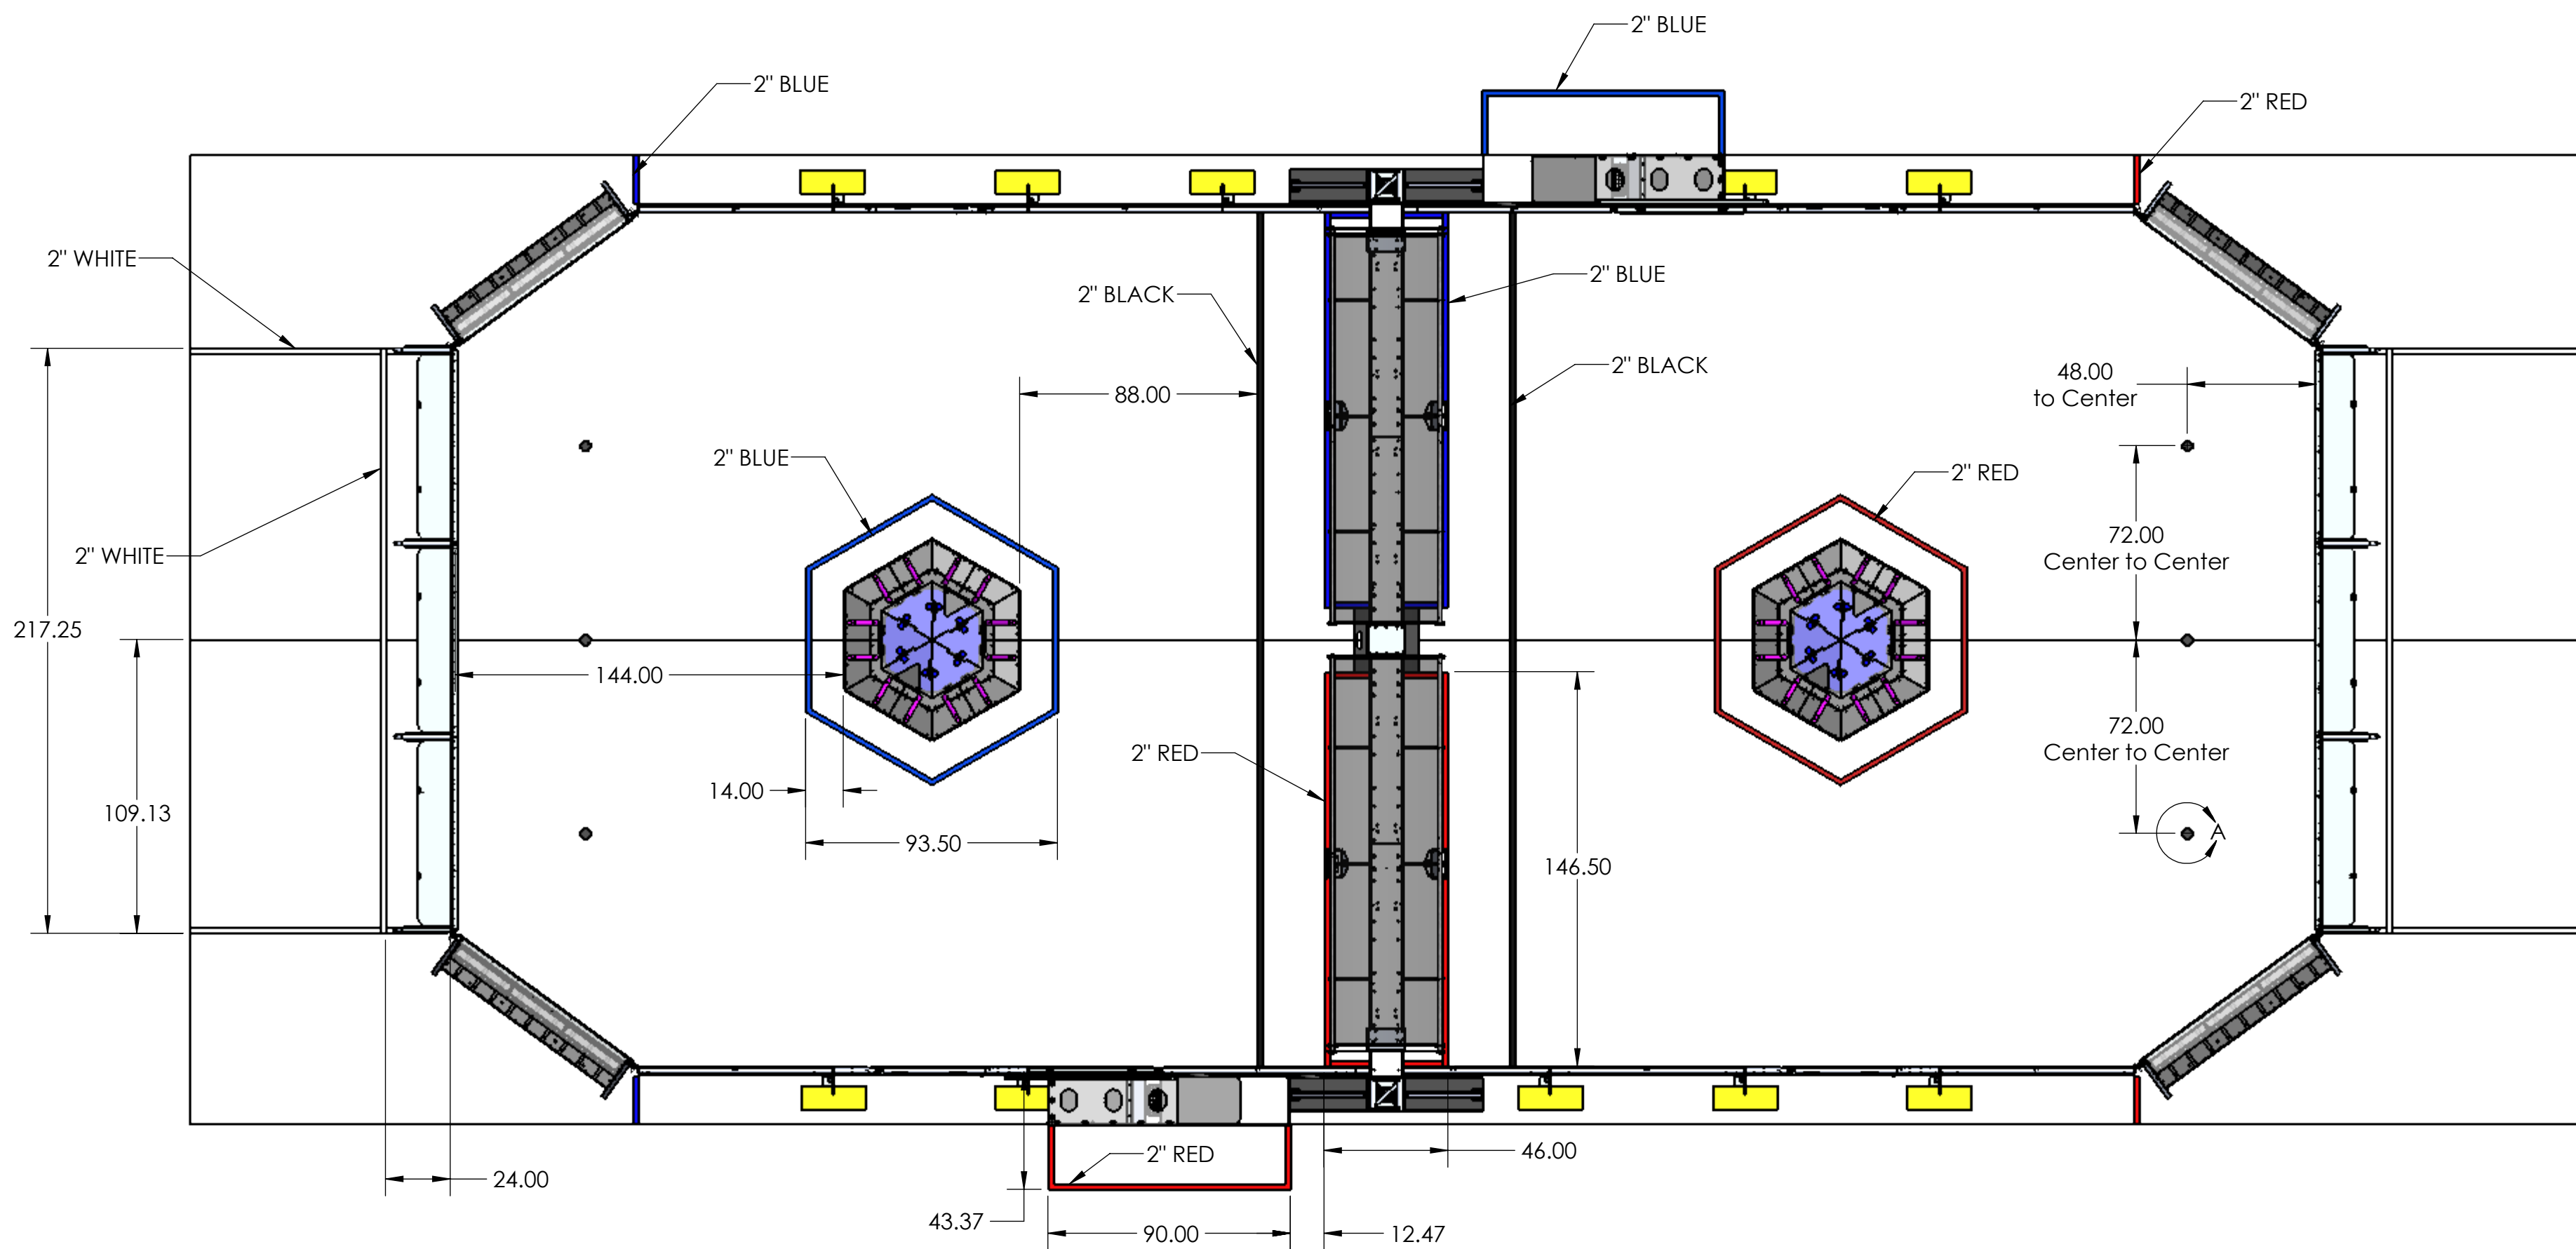 2" BLUE
2" BLUE
2" RED
2" WHITE
2" BLUE
2" BLACK
2" BLACK
48.00
to Center
88.00
2" BLUE
2" RED
2" WHITE
72.00
Center to Center
217.25
144.00
72.00
Center to Center
2" RED
14.00
109.13
A
93.50
146.50
46.00
2" RED
24.00
43.37
90.00
12.47